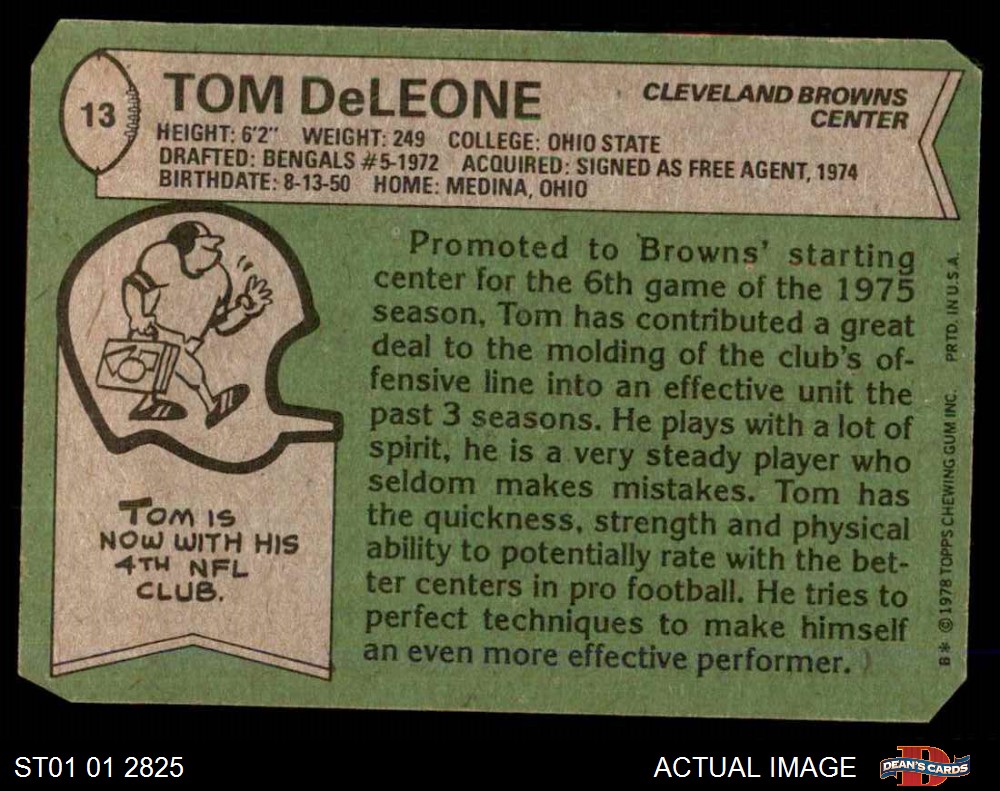 13
TOM DeLEONE
CLEVELAND BROWNS
CENTER
HEIGHT: 6'2" WEIGHT: 249 COLLEGE: OHIO STATE
DRAFTED: BENGALS #5-1972 ACQUIRED: SIGNED AS FREE AGENT, 1974
BIRTHDATE: 8-13-50 HOME: MEDINA, OHIO
TOM IS
NOW WITH HIS
4TH NFL
CLUB.
Promoted to Browns' starting
center for the 6th game of the 1975
season, Tom has contributed a great
deal to the molding of the club's of-
fensive line into an effective unit the
past 3 seasons. He plays with a lot of
spirit, he is a very steady player who
seldom makes mistakes. Tom has
the quickness, strength and physical
ability to potentially rate with the bet-
ter centers in pro football. He tries to
perfect techniques to make himself
an even more effective performer.
B* © 1978 TOPPS CHEWING GUM INC. PRTD. IN U.S.A.
ST01 01 2825
ACTUAL IMAGE
D
DEAN'S CARDS